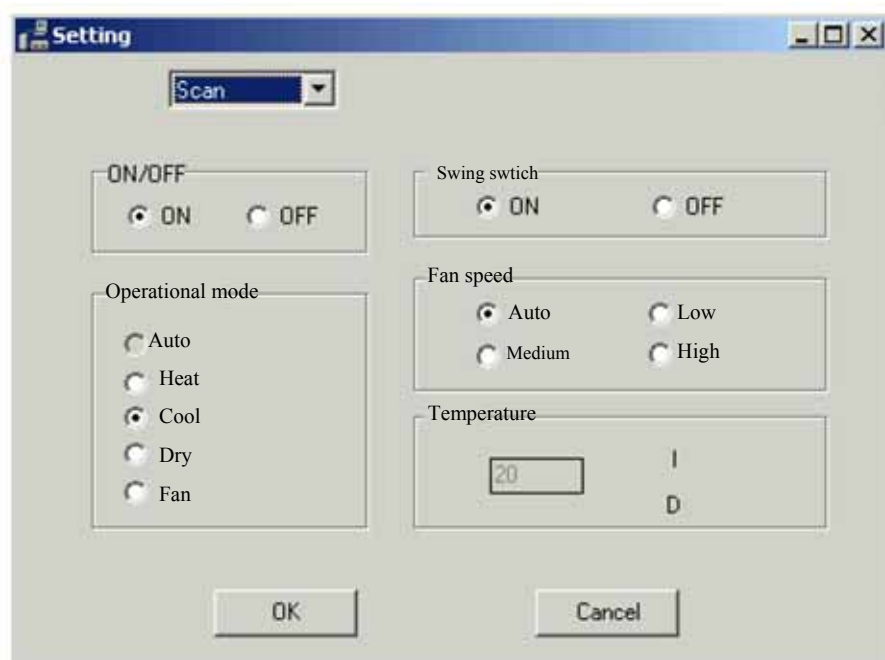 Setting
Scan
ON/OFF
ON OFF
Swing swtich
ON OFF
Operational mode
Auto
Heat
Cool
Dry
Fan
Fan speed
Auto Low
Medium High
Temperature
20 I
D
OK Cancel